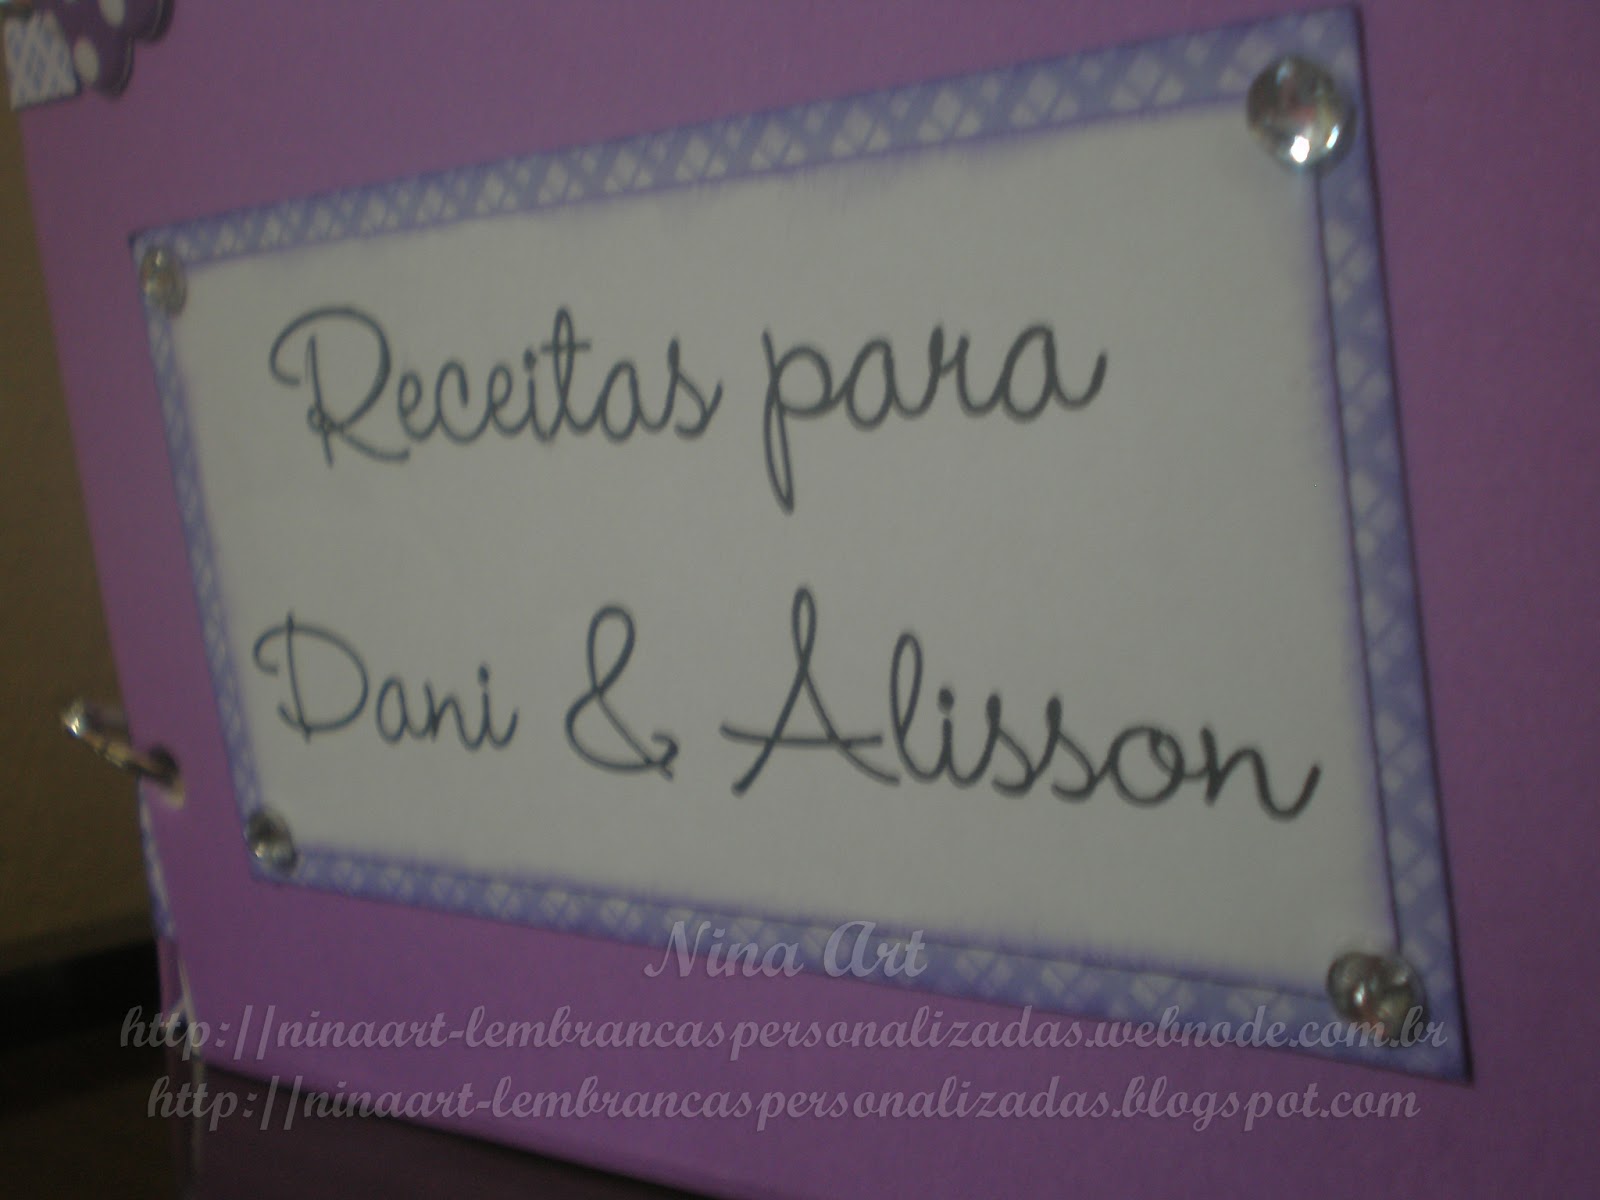 Receitas para
Dani & Alisson
Nina Art
http://ninaart-lembrancaspersonalizadas.webnode.com.br
http://ninaart-lembrancaspersonalizadas.blogspot.com